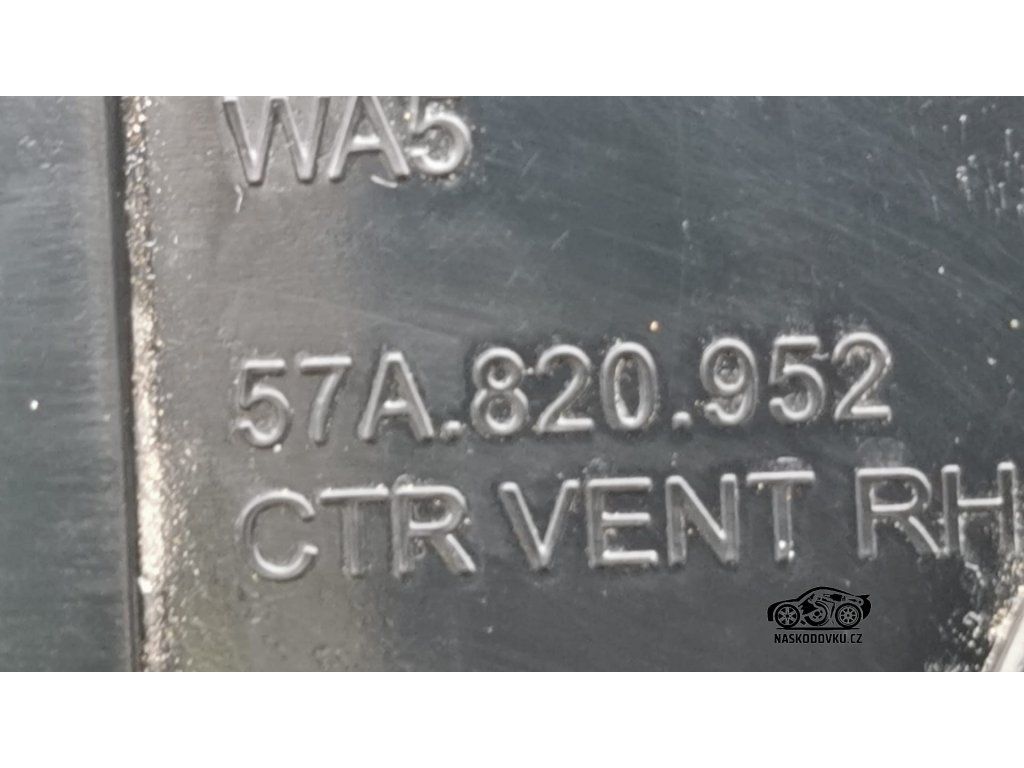 WA5
57A.820.952
CTR VENT RH
NASKODOVKU.CZ